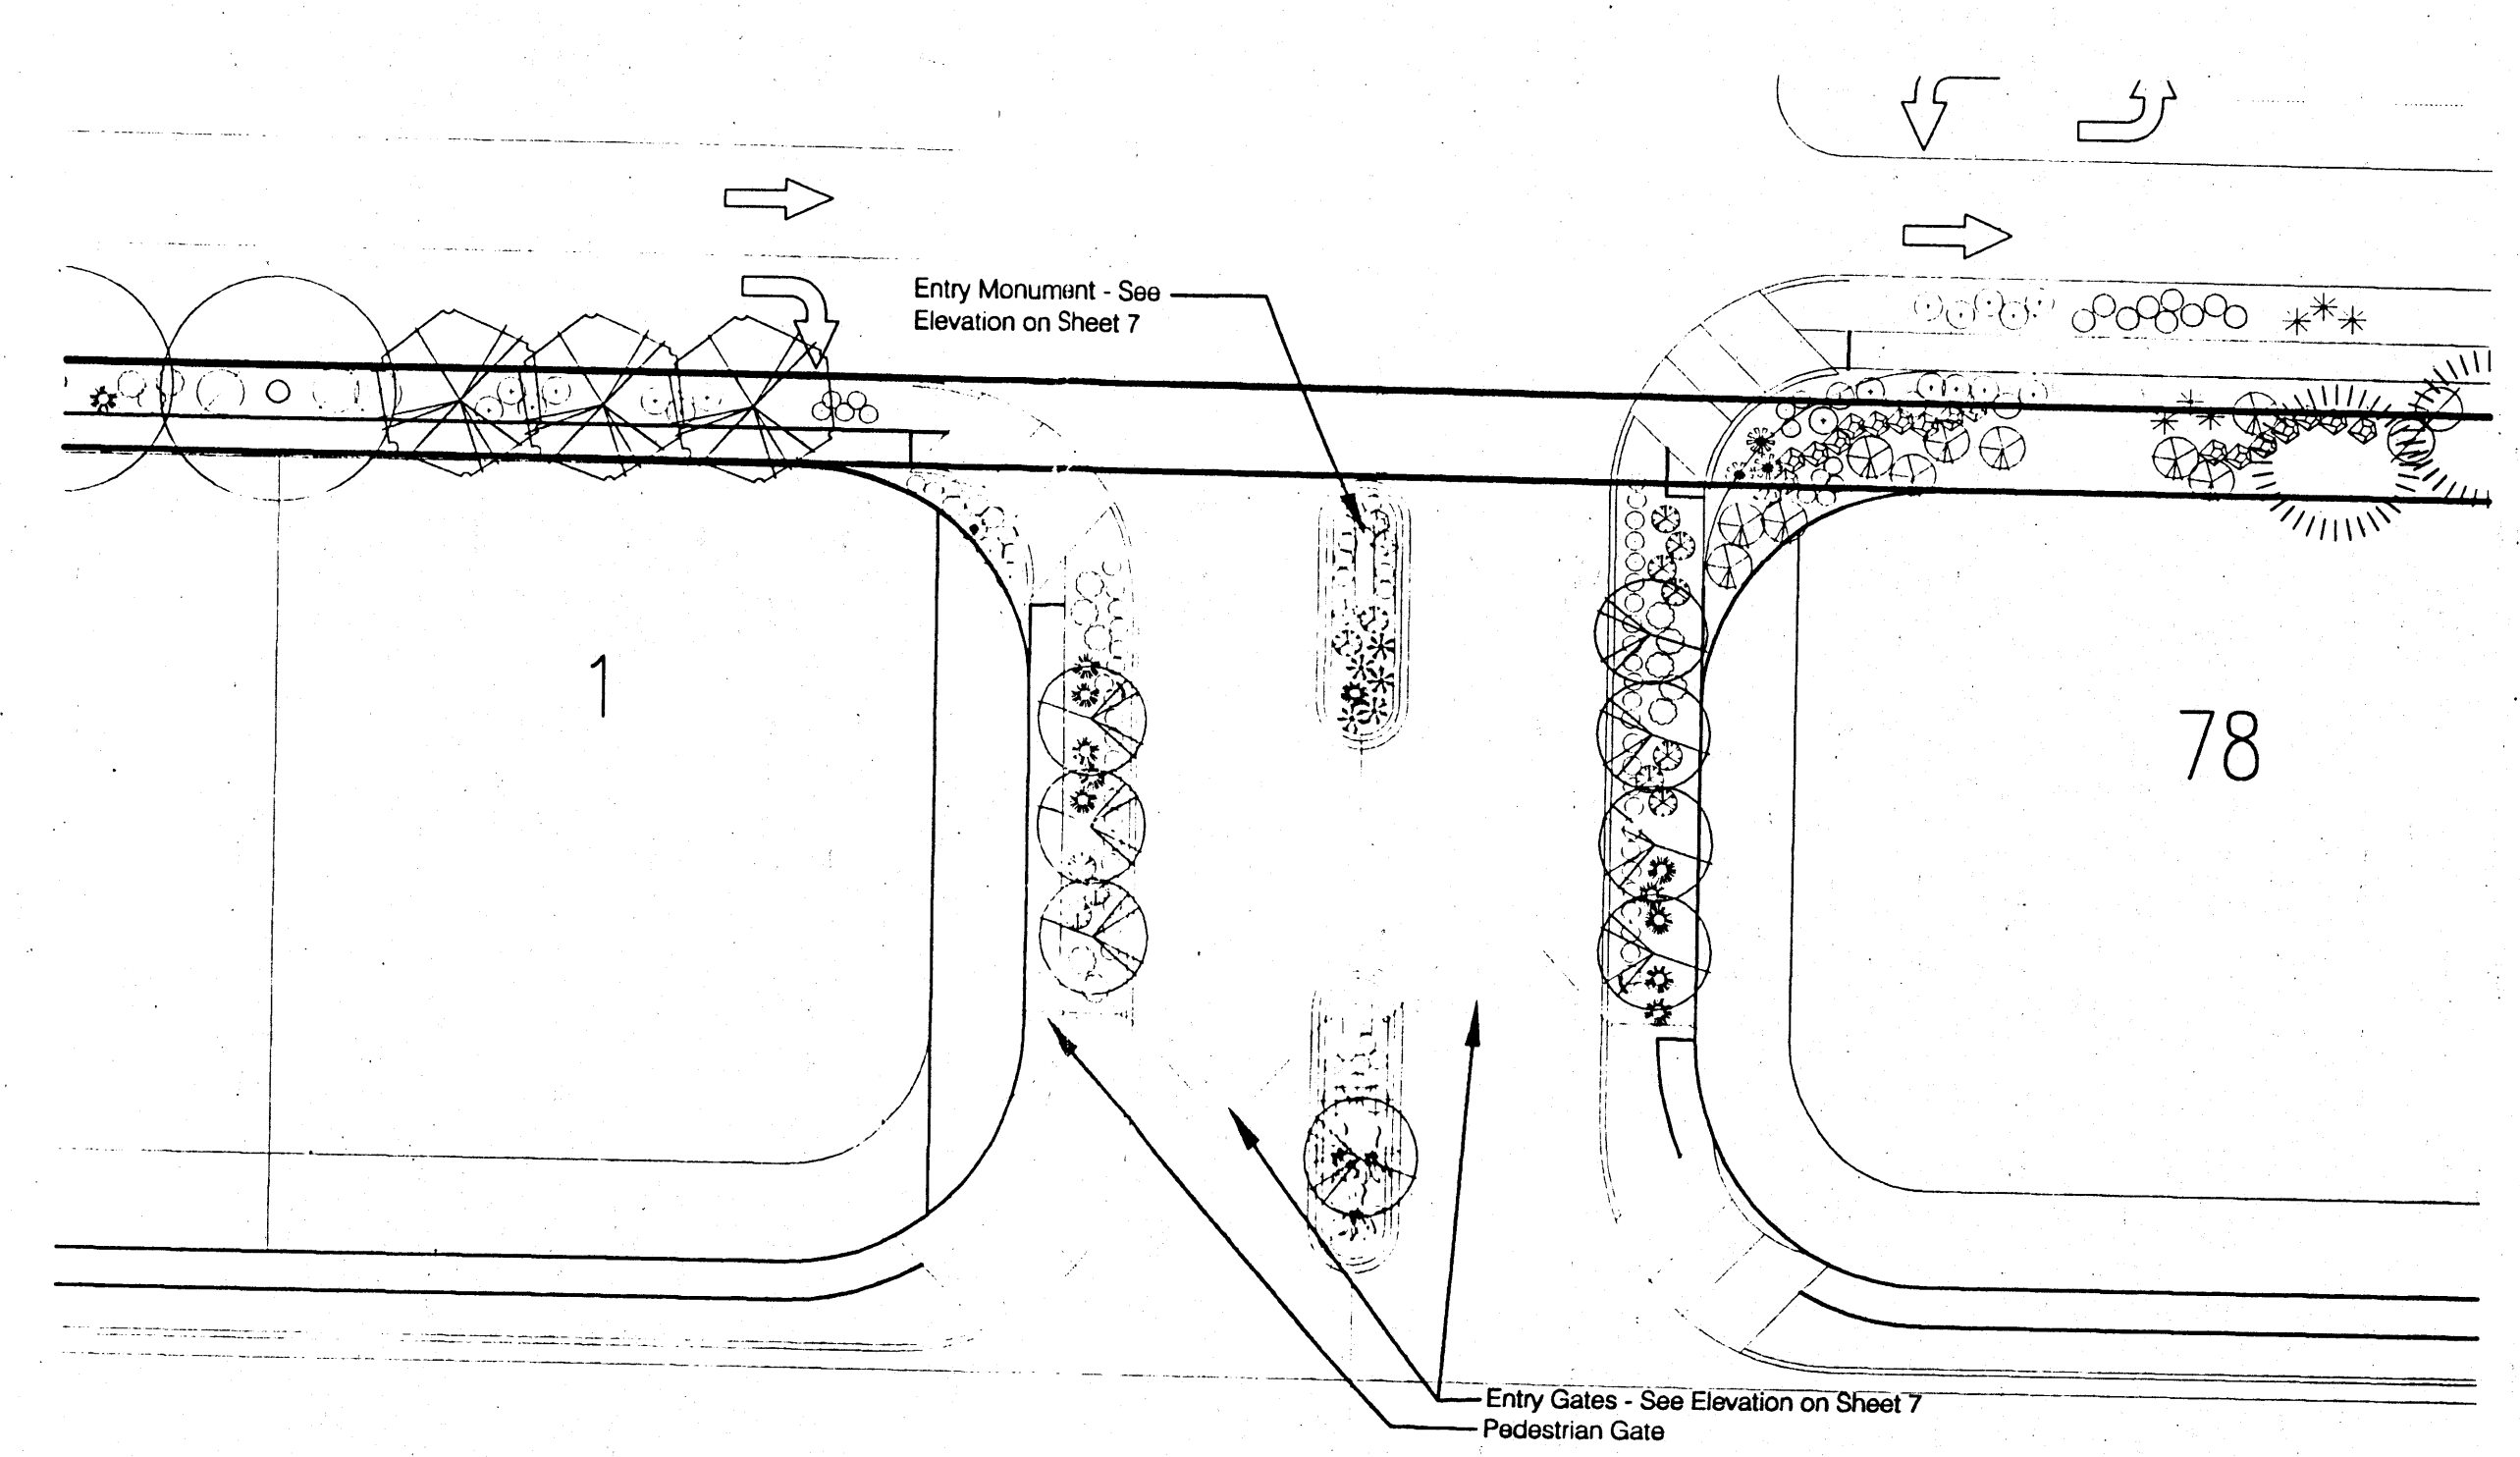 Entry Monument - See
Elevation on Sheet 7
1
78
Entry Gates - See Elevation on Sheet 7
Pedestrian Gate